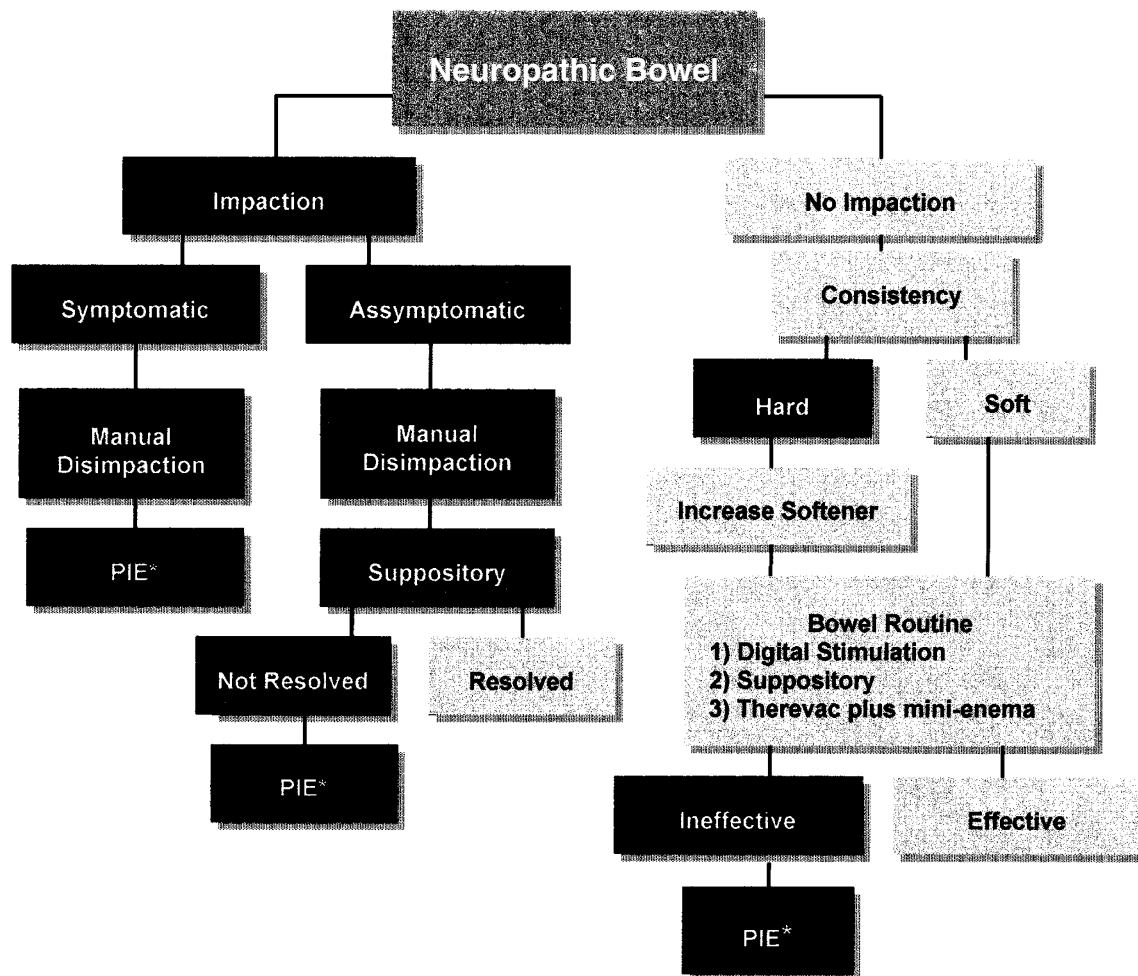 Neuropathic Bowel
Impaction
No Impaction
Symptomatic
Assymptomatic
Consistency
Manual
Disimpaction
Manual
Disimpaction
Hard
Soft
Increase Softener
PIE*
Suppository
Bowel Routine
1) Digital Stimulation
2) Suppository
3) Therevac plus mini-enema
Not Resolved
Resolved
PIE*
Ineffective
Effective
PIE*